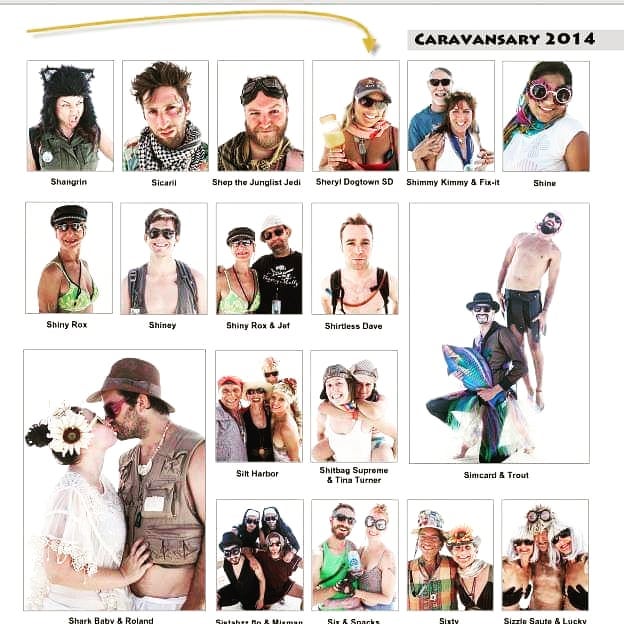 CARAVANSARY 2014
Shangrin
Sicarii
Shep the Junglist Jedi
Sheryl Dogtown SD
Shimmy Kimmy & Fix-it
Shine
Shiny Rox
Shiney
Shiny Rox & Jef
Shirtless Dave
Simcard & Trout
Silt Harbor
Shitbag Supreme
& Tina Turner
Shark Baby & Roland
Sistahzz Bo & Misman
Six & Snacks
Sixty
Sizzle Saute & Lucky